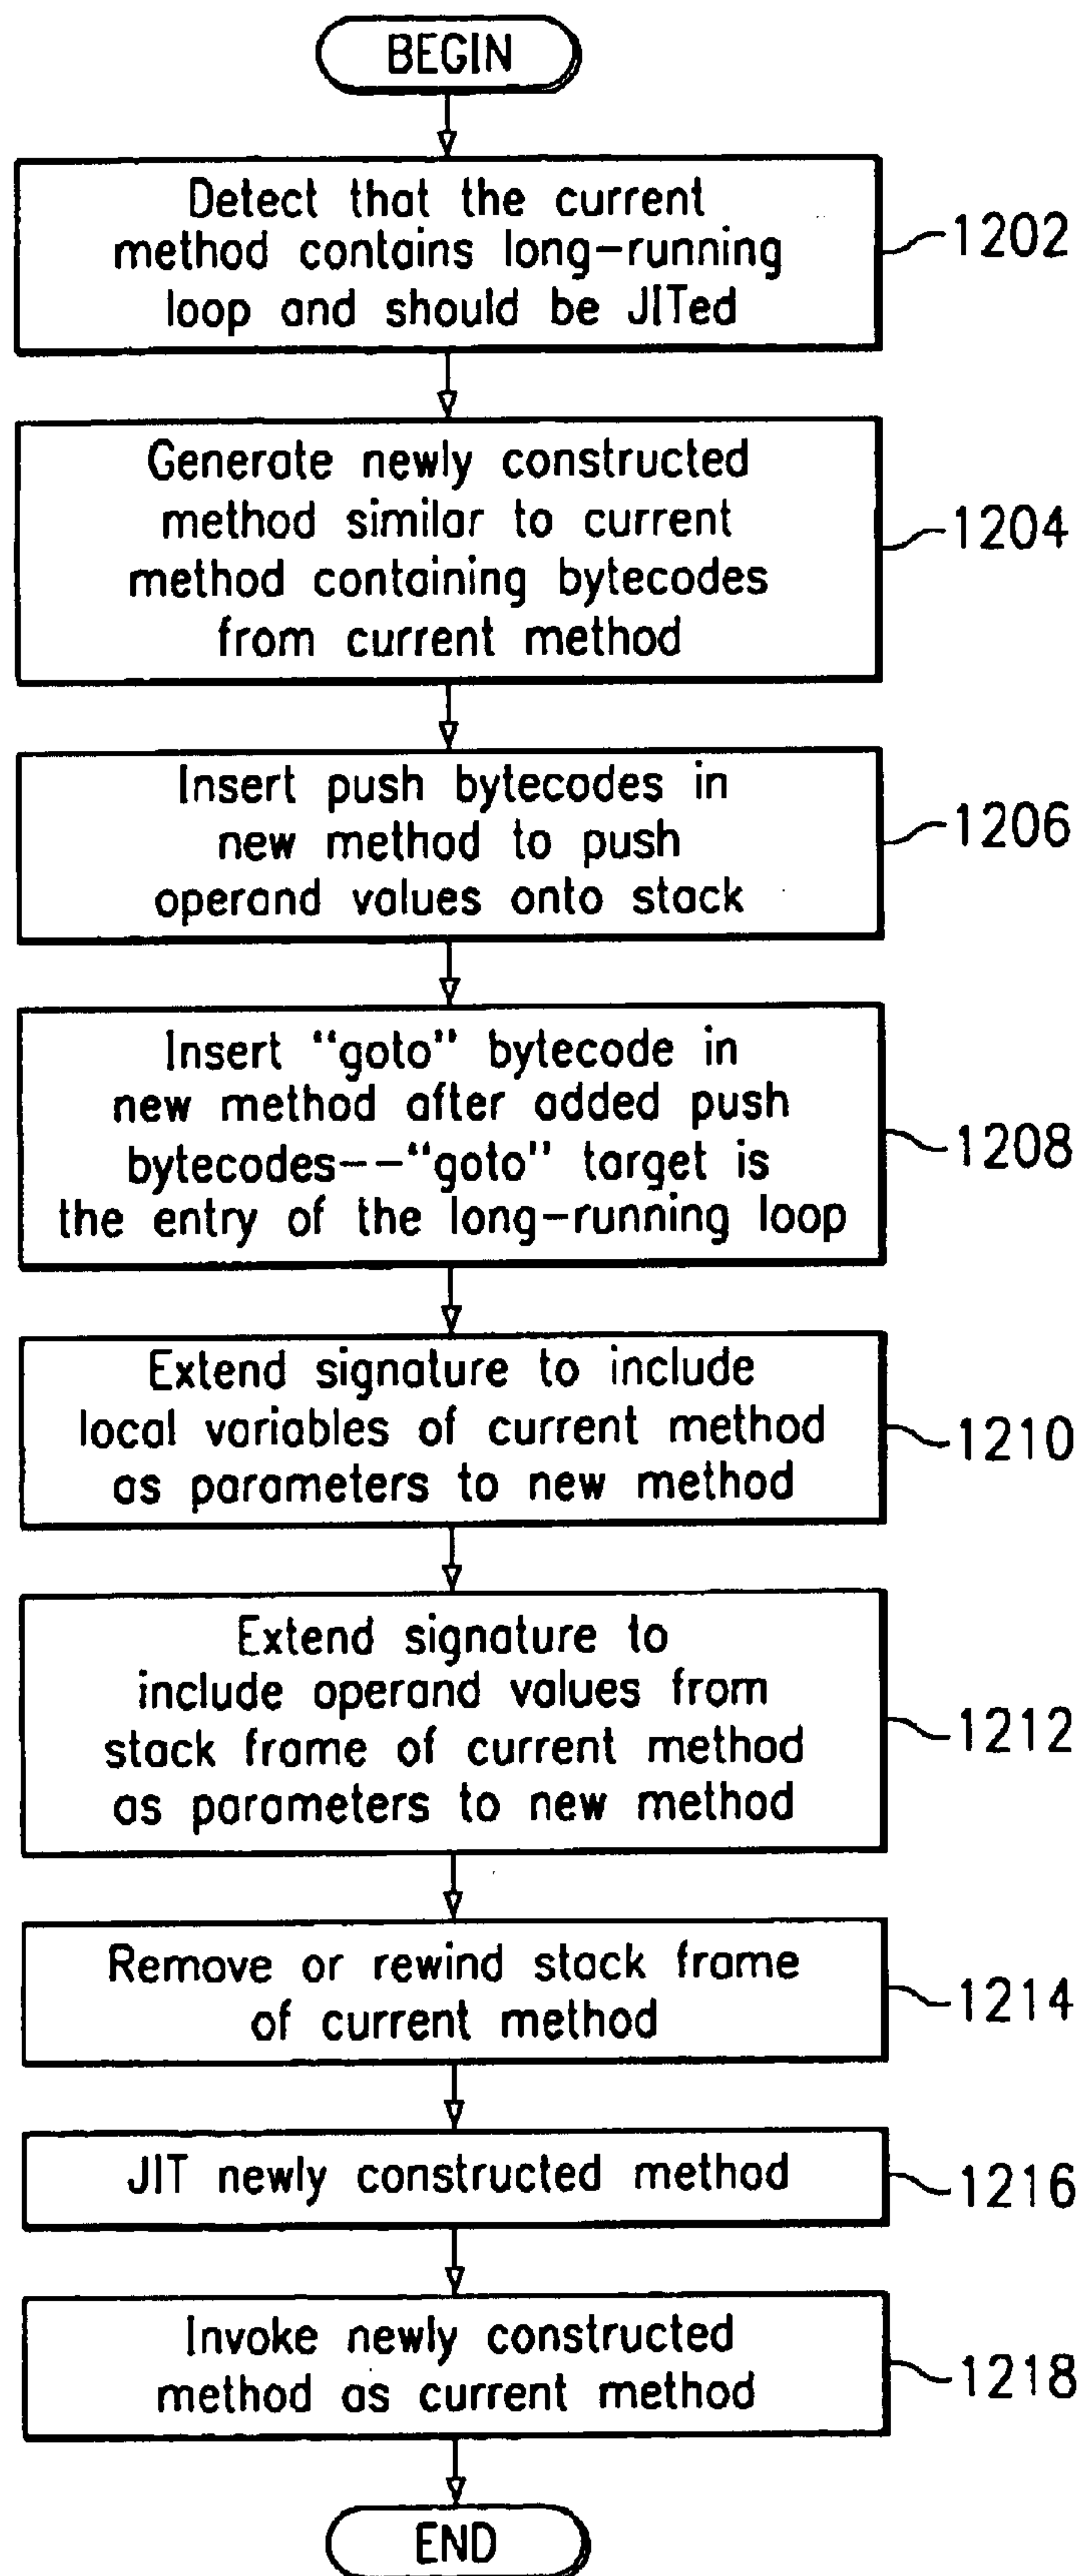 BEGIN
Detect that the current
method contains long-running
loop and should be JITed
1202
Generate newly constructed
method similar to current
method containing bytecodes
from current method
1204
Insert push bytecodes in
new method to push
operand values onto stack
1206
Insert "goto" bytecode in
new method after added push
bytecodes--"goto" target is
the entry of the long-running loop
1208
Extend signature to include
local variables of current method
as parameters to new method
1210
Extend signature to
include operand values from
stack frame of current method
as parameters to new method
1212
Remove or rewind stack frame
of current method
1214
JIT newly constructed method
1216
Invoke newly constructed
method as current method
1218
END